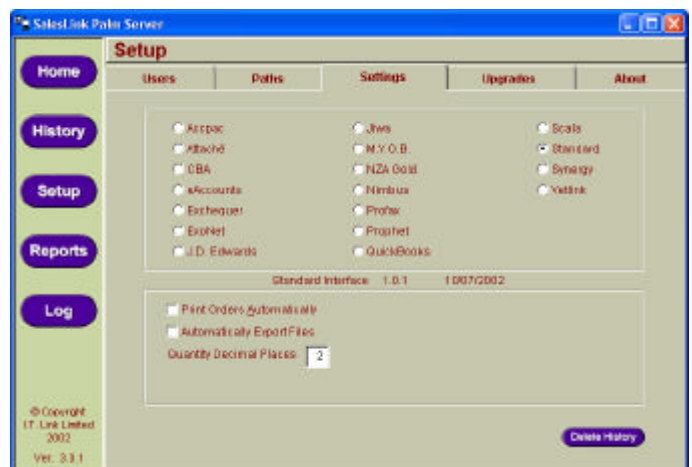 SalesLink Palm Server
Setup
Home
History
Setup
Reports
Log
© Copyright
I.T. Link Limited
2002
Ver. 3.3.1
Users Paths Settings Upgrades About
Accpac Jiwa Scala
Attaché M.Y.O.B. Standard
CBA NZA Gold Synergy
eAccounts Nimbus Vetlink
Exchequer Profax
ExoNet Prophet
J.D. Edwards QuickBooks
Standard Interface 1.0.1 10/07/2002
Print Orders Automatically
Automatically Export Files
Quantity Decimal Places 2
Delete History